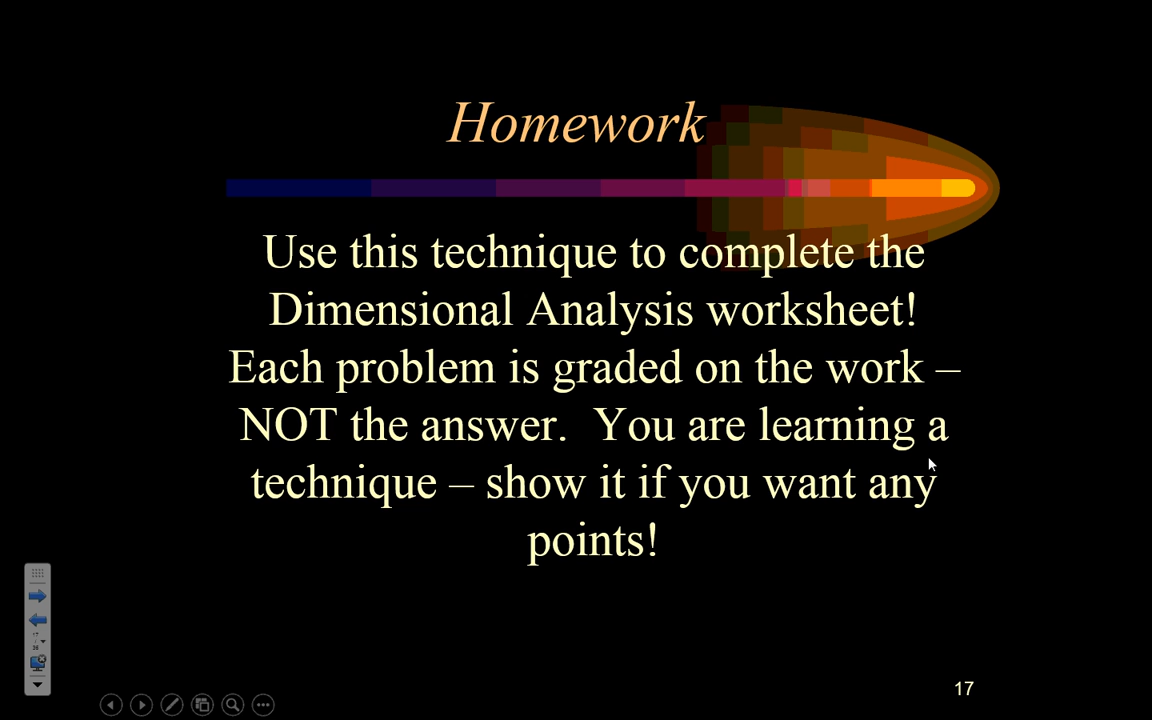 Homework
Use this technique to complete the
Dimensional Analysis worksheet!
Each problem is graded on the work –
NOT the answer.  You are learning a
technique – show it if you want any
points!
17